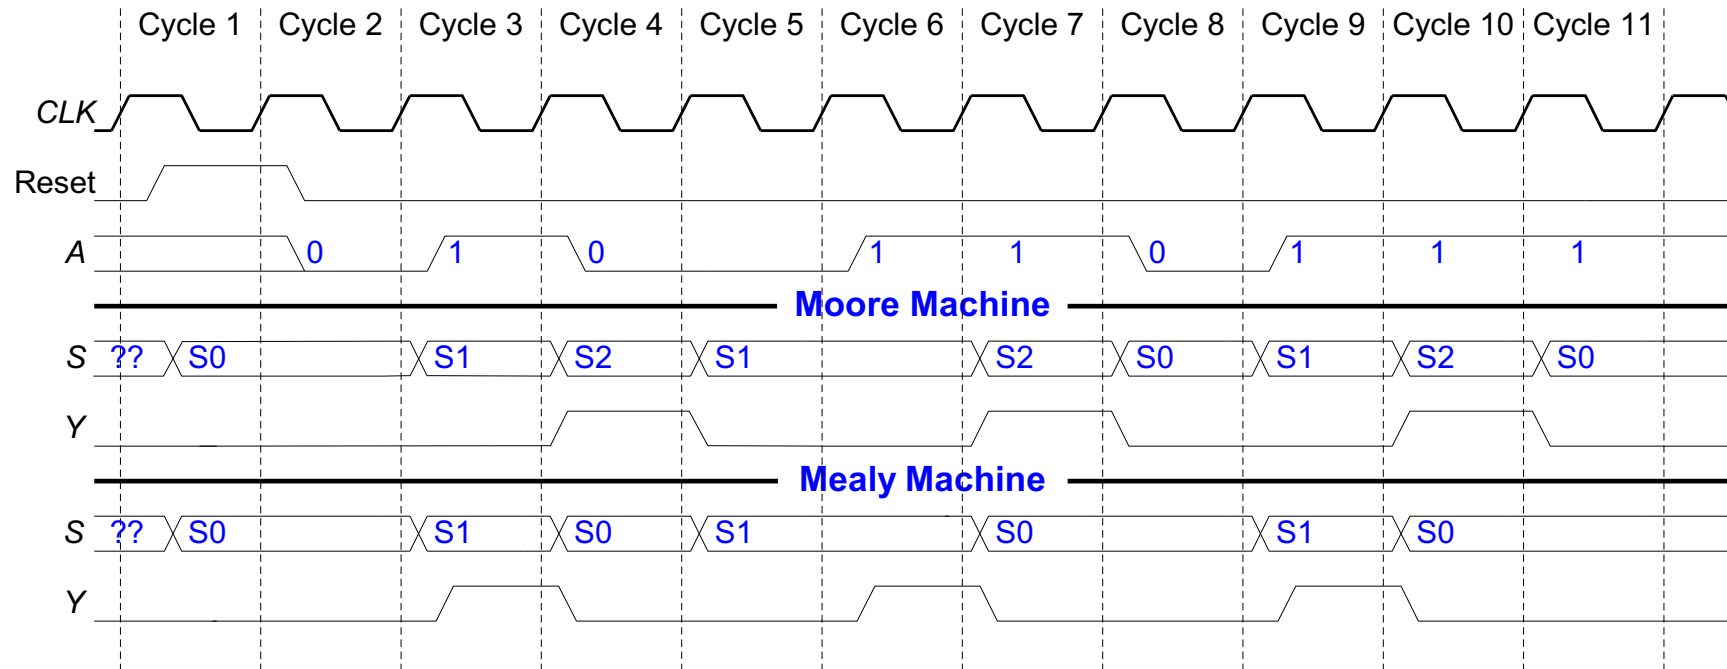 Cycle 1 Cycle 2 Cycle 3 Cycle 4 Cycle 5 Cycle 6 Cycle 7 Cycle 8 Cycle 9 Cycle 10 Cycle 11
CLK
Reset
A 0 1 0 1 1 0 1 1 1
Moore Machine
S ?? S0 S1 S2 S1 S2 S0 S1 S2 S0
Y
Mealy Machine
S ?? S0 S1 S0 S1 S0 S1 S0
Y